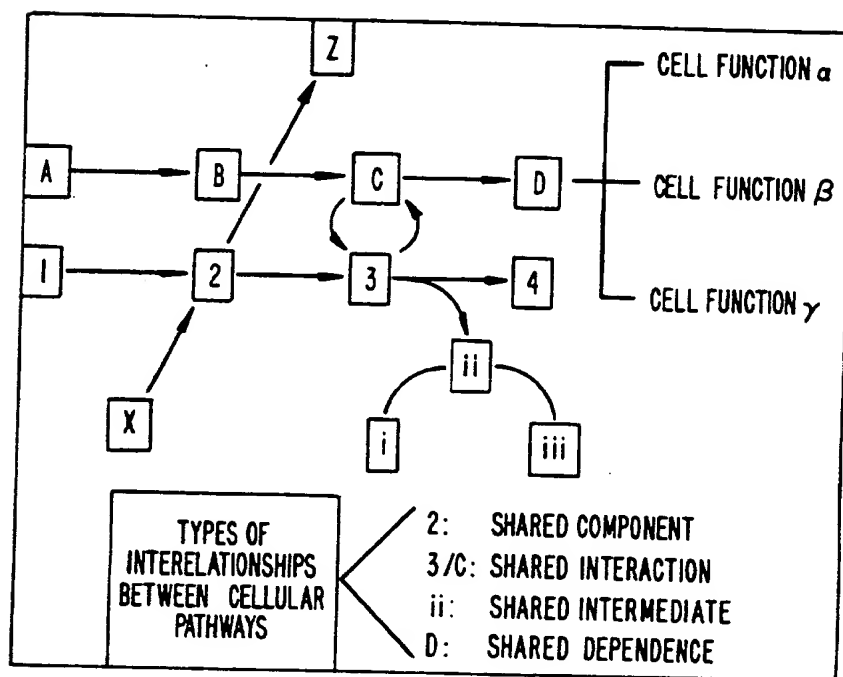 Z
CELL FUNCTION α
A
B
C
D
CELL FUNCTION β
1
2
3
4
CELL FUNCTION γ
ii
X
i
iii
TYPES OF
INTERELATIONSHIPS
BETWEEN CELLULAR
PATHWAYS
2: SHARED COMPONENT
3/C: SHARED INTERACTION
ii: SHARED INTERMEDIATE
D: SHARED DEPENDENCE